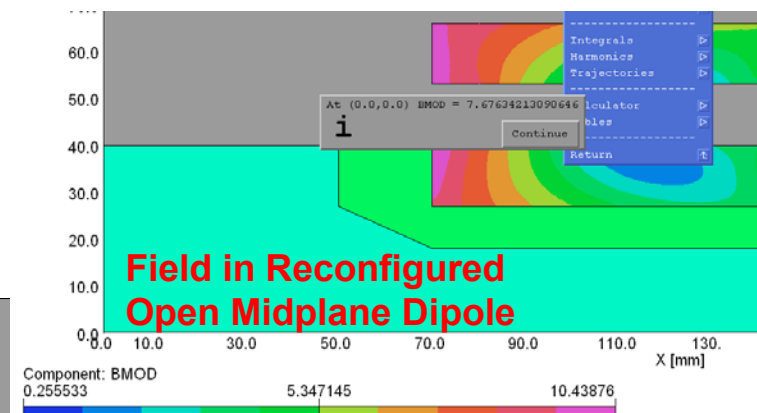 60.0
50.0
40.0
30.0
20.0
10.0
0.0
0.0 10.0 30.0 50.0 70.0 90.0 110.0 130.
X [mm]
Integrals
Harmonics
Trajectories
Return
At (0.0,0.0) BMOD = 7.67634213090646
i
Continue
Field in Reconfigured
Open Midplane Dipole
Component: BMOD
0.255533 5.347145 10.43876